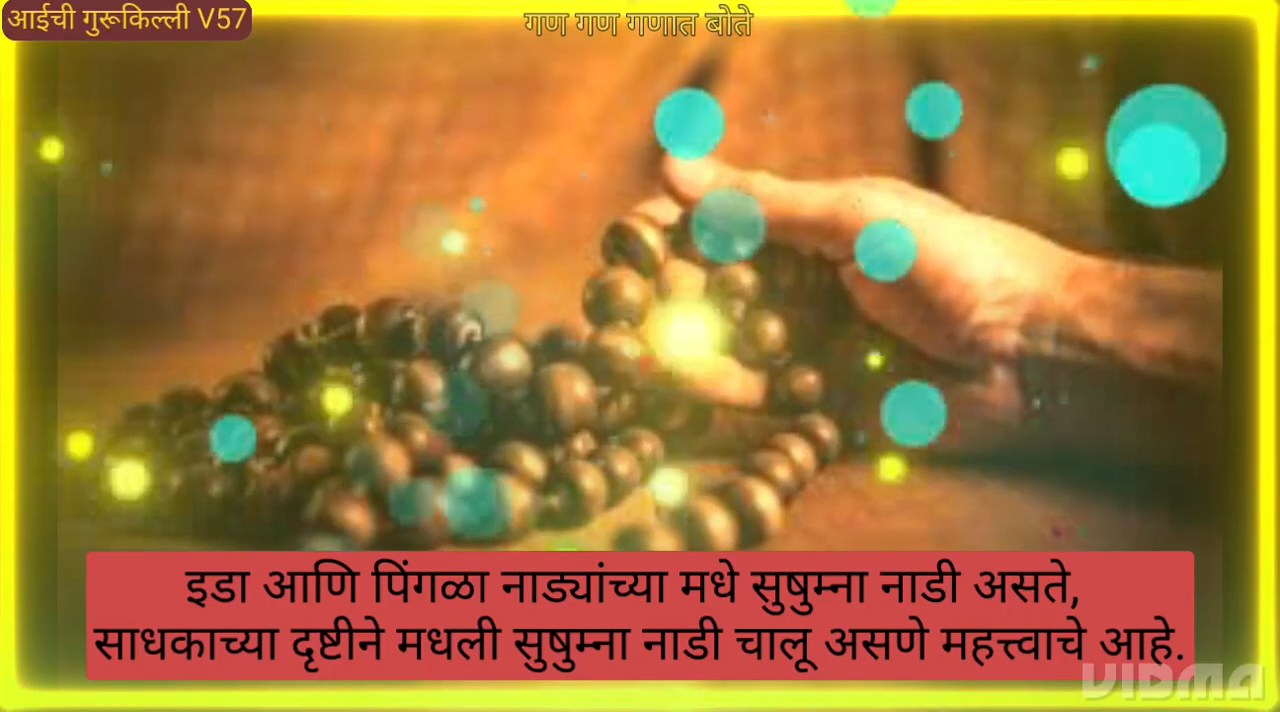 आईची गुरूकिल्ली V57
गण गण गणात बोते
इडा आणि पिंगळा नाड्यांच्या मधे सुषुम्ना नाडी असते,
साधकाच्या दृष्टीने मधली सुषुम्ना नाडी चालू असणे महत्त्वाचे आहे.
VIDMA